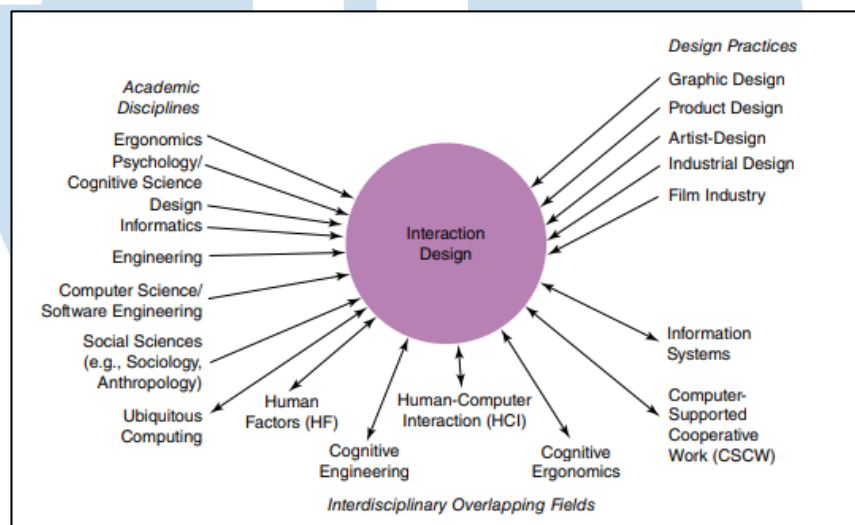 Academic
Disciplines
Ergonomics
Psychology/
Cognitive Science
Design
Informatics
Engineering
Computer Science/
Software Engineering
Social Sciences
(e.g., Sociology,
Anthropology)
Ubiquitous
Computing
Design Practices
Graphic Design
Product Design
Artist-Design
Industrial Design
Film Industry
Interaction
Design
Information
Systems
Computer-
Supported
Cooperative
Work (CSCW)
Human
Factors (HF)
Cognitive
Engineering
Human-Computer
Interaction (HCI)
Cognitive
Ergonomics
Interdisciplinary Overlapping Fields